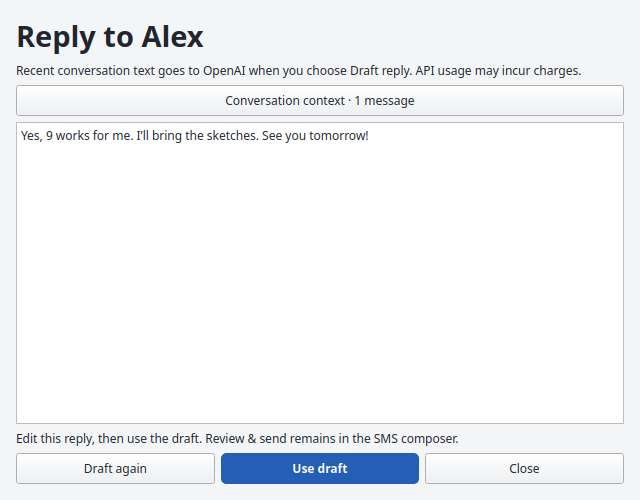 Reply to Alex
Recent conversation text goes to OpenAI when you choose Draft reply. API usage may incur charges.
Conversation context · 1 message
Yes, 9 works for me. I’ll bring the sketches. See you tomorrow!
Edit this reply, then use the draft. Review & send remains in the SMS composer.
Draft again
Use draft
Close